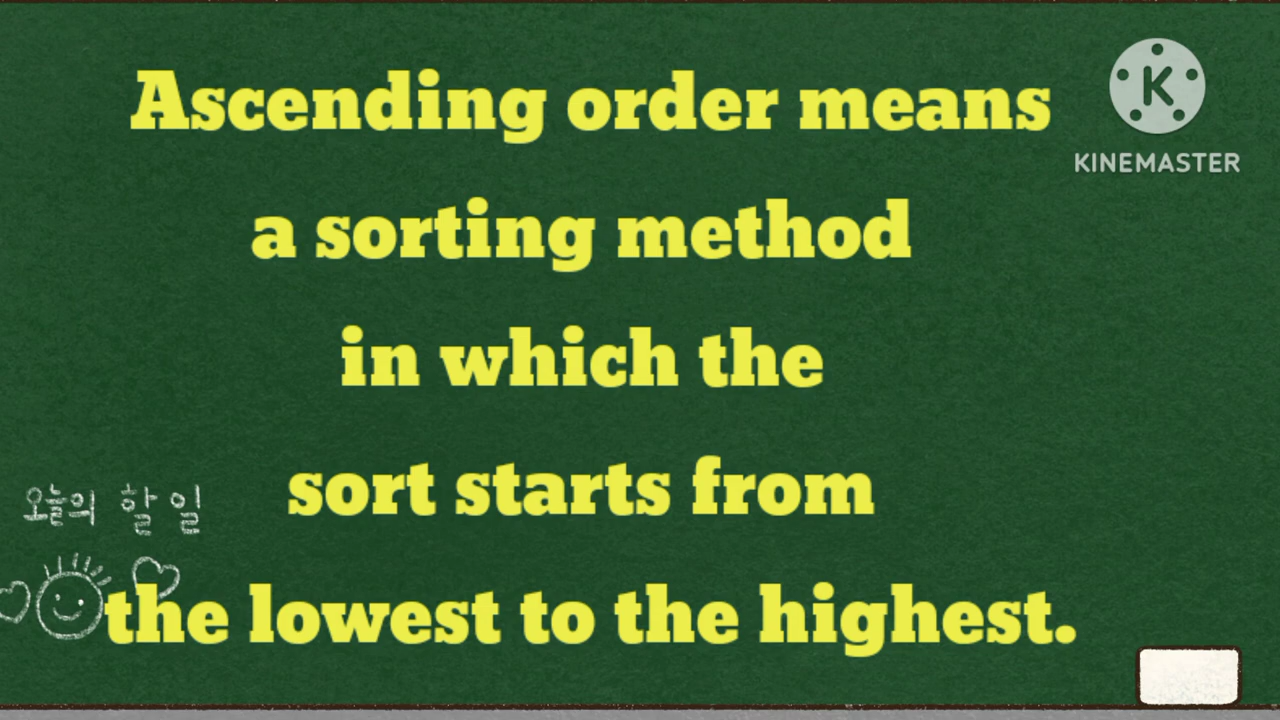 Ascending order means
a sorting method
in which the
sort starts from
the lowest to the highest.
K
KINEMASTER
오늘의 할 일